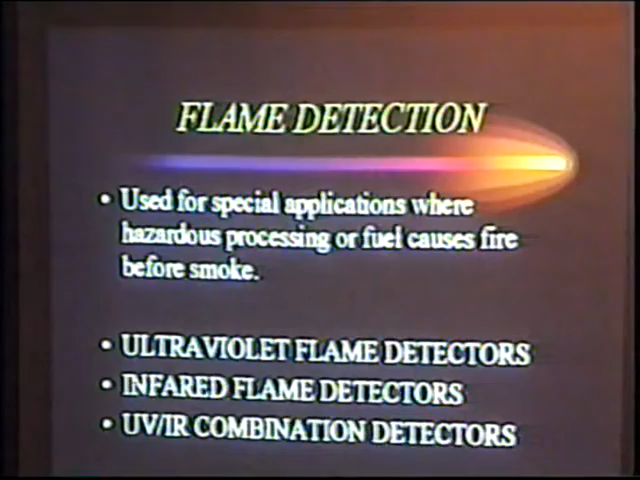 FLAME DETECTION
• Used for special applications where
hazardous processing or fuel causes fire
before smoke.
• ULTRAVIOLET FLAME DETECTORS
• INFARED FLAME DETECTORS
• UV/IR COMBINATION DETECTORS